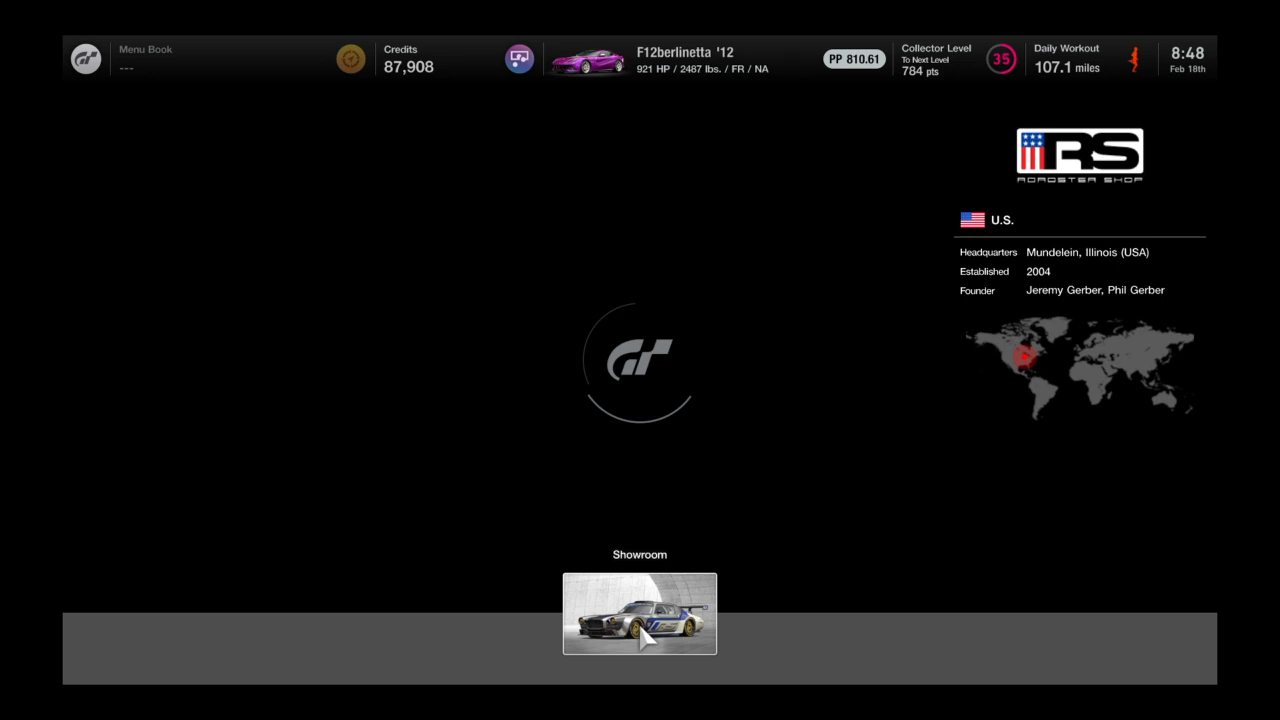 Menu Book
---
Credits
87,908
F12berlinetta '12
921 HP / 2487 lbs. / FR / NA
PP 810.61
Collector Level
To Next Level
784 pts
35
Daily Workout
107.1 miles
8:48
Feb 18th
RS
ROADSTER SHOP
U.S.
Headquarters Mundelein, Illinois (USA)
Established 2004
Founder Jeremy Gerber, Phil Gerber
GT
Showroom